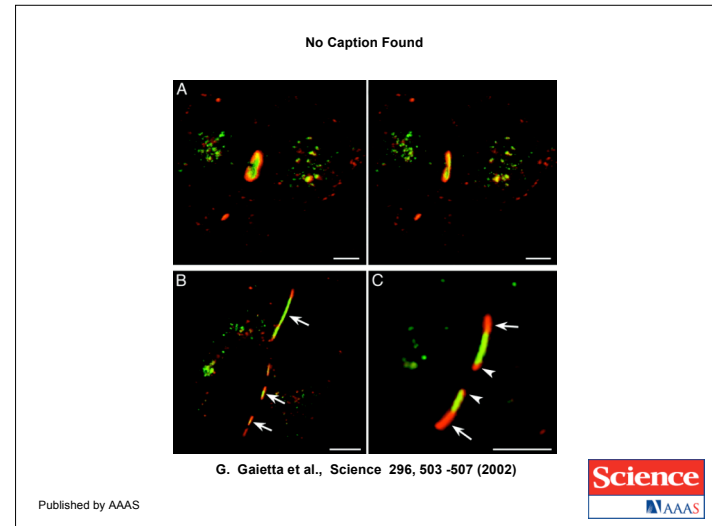 No Caption Found
A
B
C
G. Gaietta et al., Science 296, 503 -507 (2002)
Published by AAAS
Science
AAAS